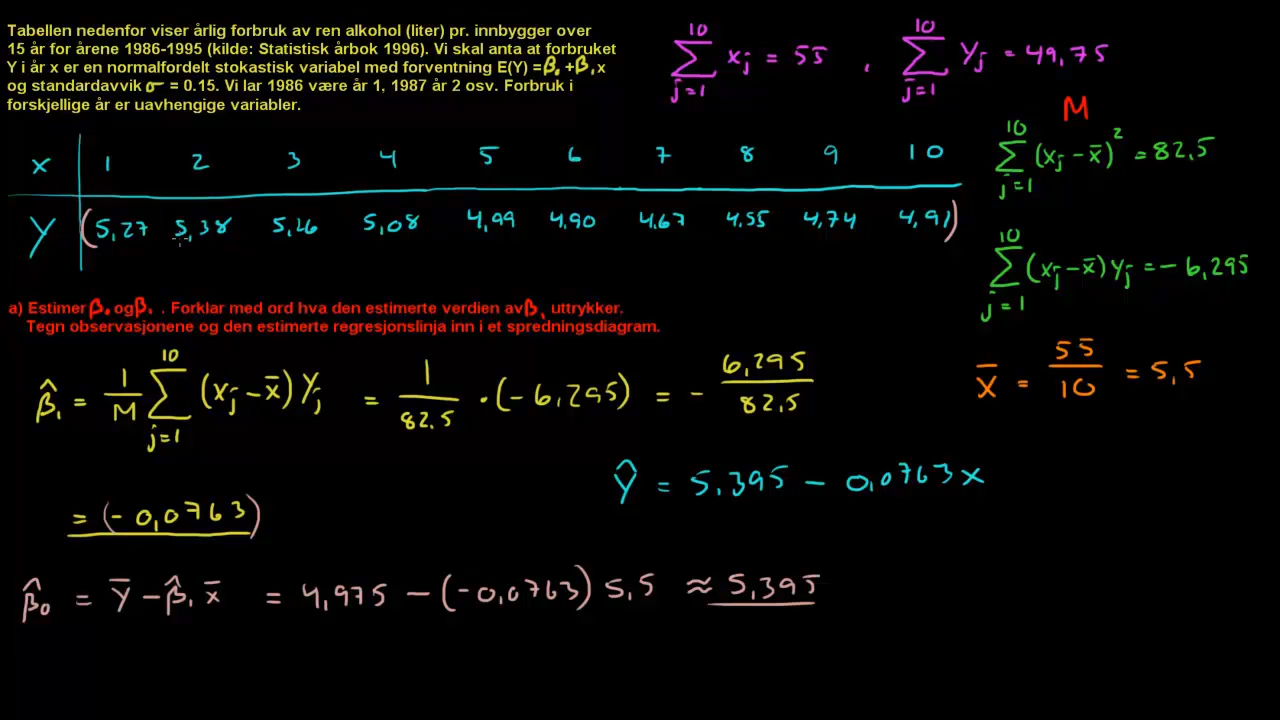 Tabellen nedenfor viser årlig forbruk av ren alkohol (liter) pr. innbygger over
15 år for årene 1986-1995 (kilde: Statistisk årbok 1996). Vi skal anta at forbruket
Y i år x er en normalfordelt stokastisk variabel med forventning E(Y) =β₀+β₁x
og standardavvik σ = 0.15. Vi lar 1986 være år 1, 1987 år 2 osv. Forbruk i
forskjellige år er uavhengige variabler.
∑_{j=1}^{10} x_j = 55 , ∑_{j=1}^{10} Y_j = 49,75
M
∑_{j=1}^{10} (x_j - x̄)² = 82,5
x 1 2 3 4 5 6 7 8 9 10
Y (5,27 5,38 5,26 5,08 4,99 4,90 4,67 4,55 4,74 4,91)
∑_{j=1}^{10} (x_j - x̄)Y_j = - 6,295
a) Estimer β₀ og β₁ . Forklar med ord hva den estimerte verdien av β₁ uttrykker.
Tegn observasjonene og den estimerte regresjonslinja inn i et spredningsdiagram.
x̄ = 55/10 = 5,5
β̂₁ = 1/M ∑_{j=1}^{10} (x_j - x̄) Y_j = 1/82.5 · (-6,295) = - 6,295/82.5
Ŷ = 5,395 - 0,0763x
= (- 0,0763)
β̂₀ = Ȳ - β̂₁ x̄ = 4,975 - (-0,0763) 5,5 ≈ 5,395